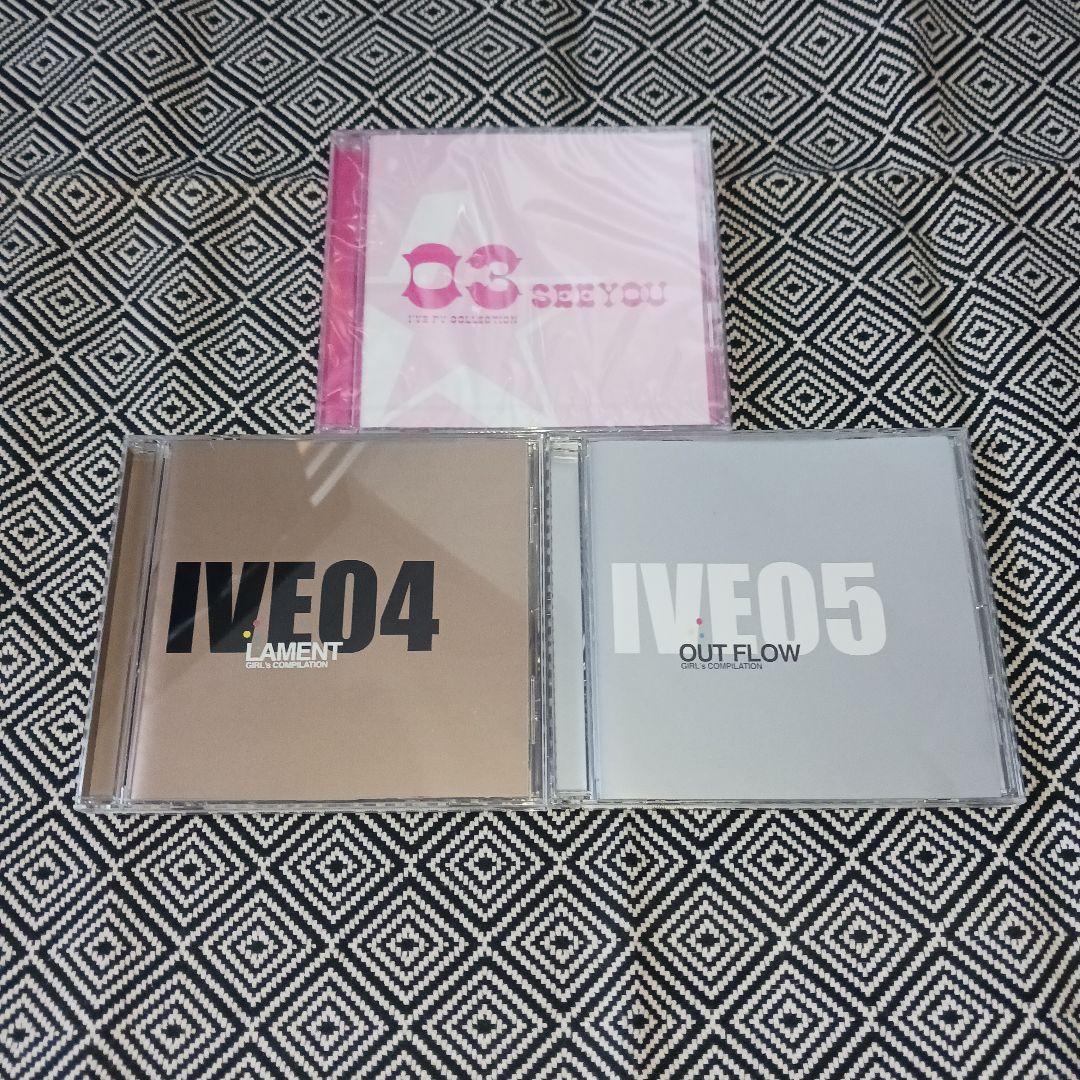 03 SEEYOU
I'VE PV COLLECTION
IVE04
LAMENT
GIRL's COMPILATION
IVE05
OUT FLOW
GIRL's COMPILATION